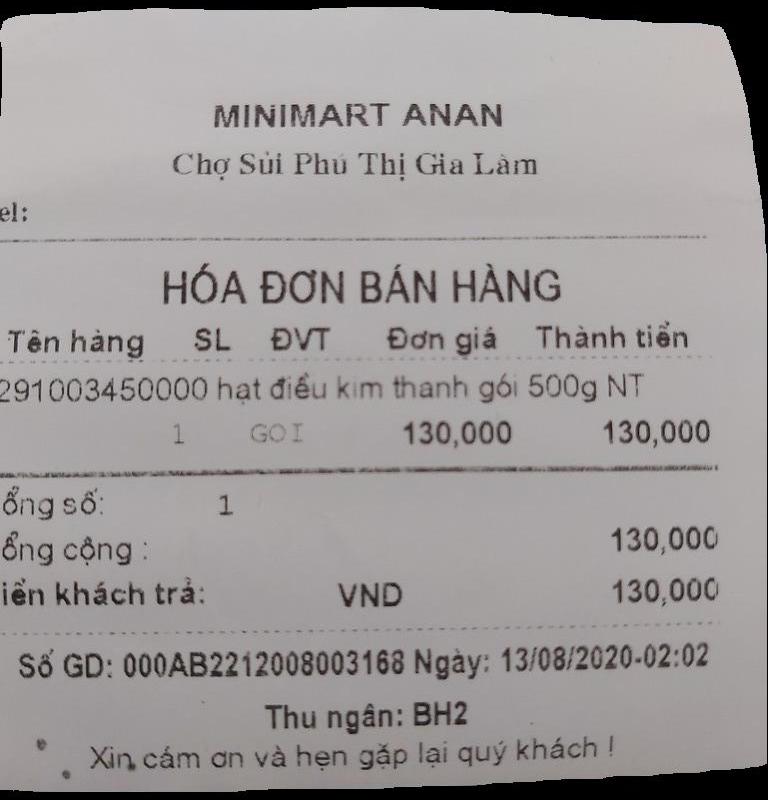 MINIMART ANAN
Chợ Sủi Phú Thị Gia Lâm
el:
HÓA ĐƠN BÁN HÀNG
Tên hàng SL ĐVT Đơn giá Thành tiển
291003450000 hạt điều kim thanh gói 500g NT
1 GOI 130,000 130,000
ổng số: 1
ổng cộng : 130,000
iển khách trả: VND 130,000
Số GD: 000AB2212008003168 Ngày: 13/08/2020-02:02
Thu ngân: BH2
Xin cám ơn và hẹn gặp lại quý khách !